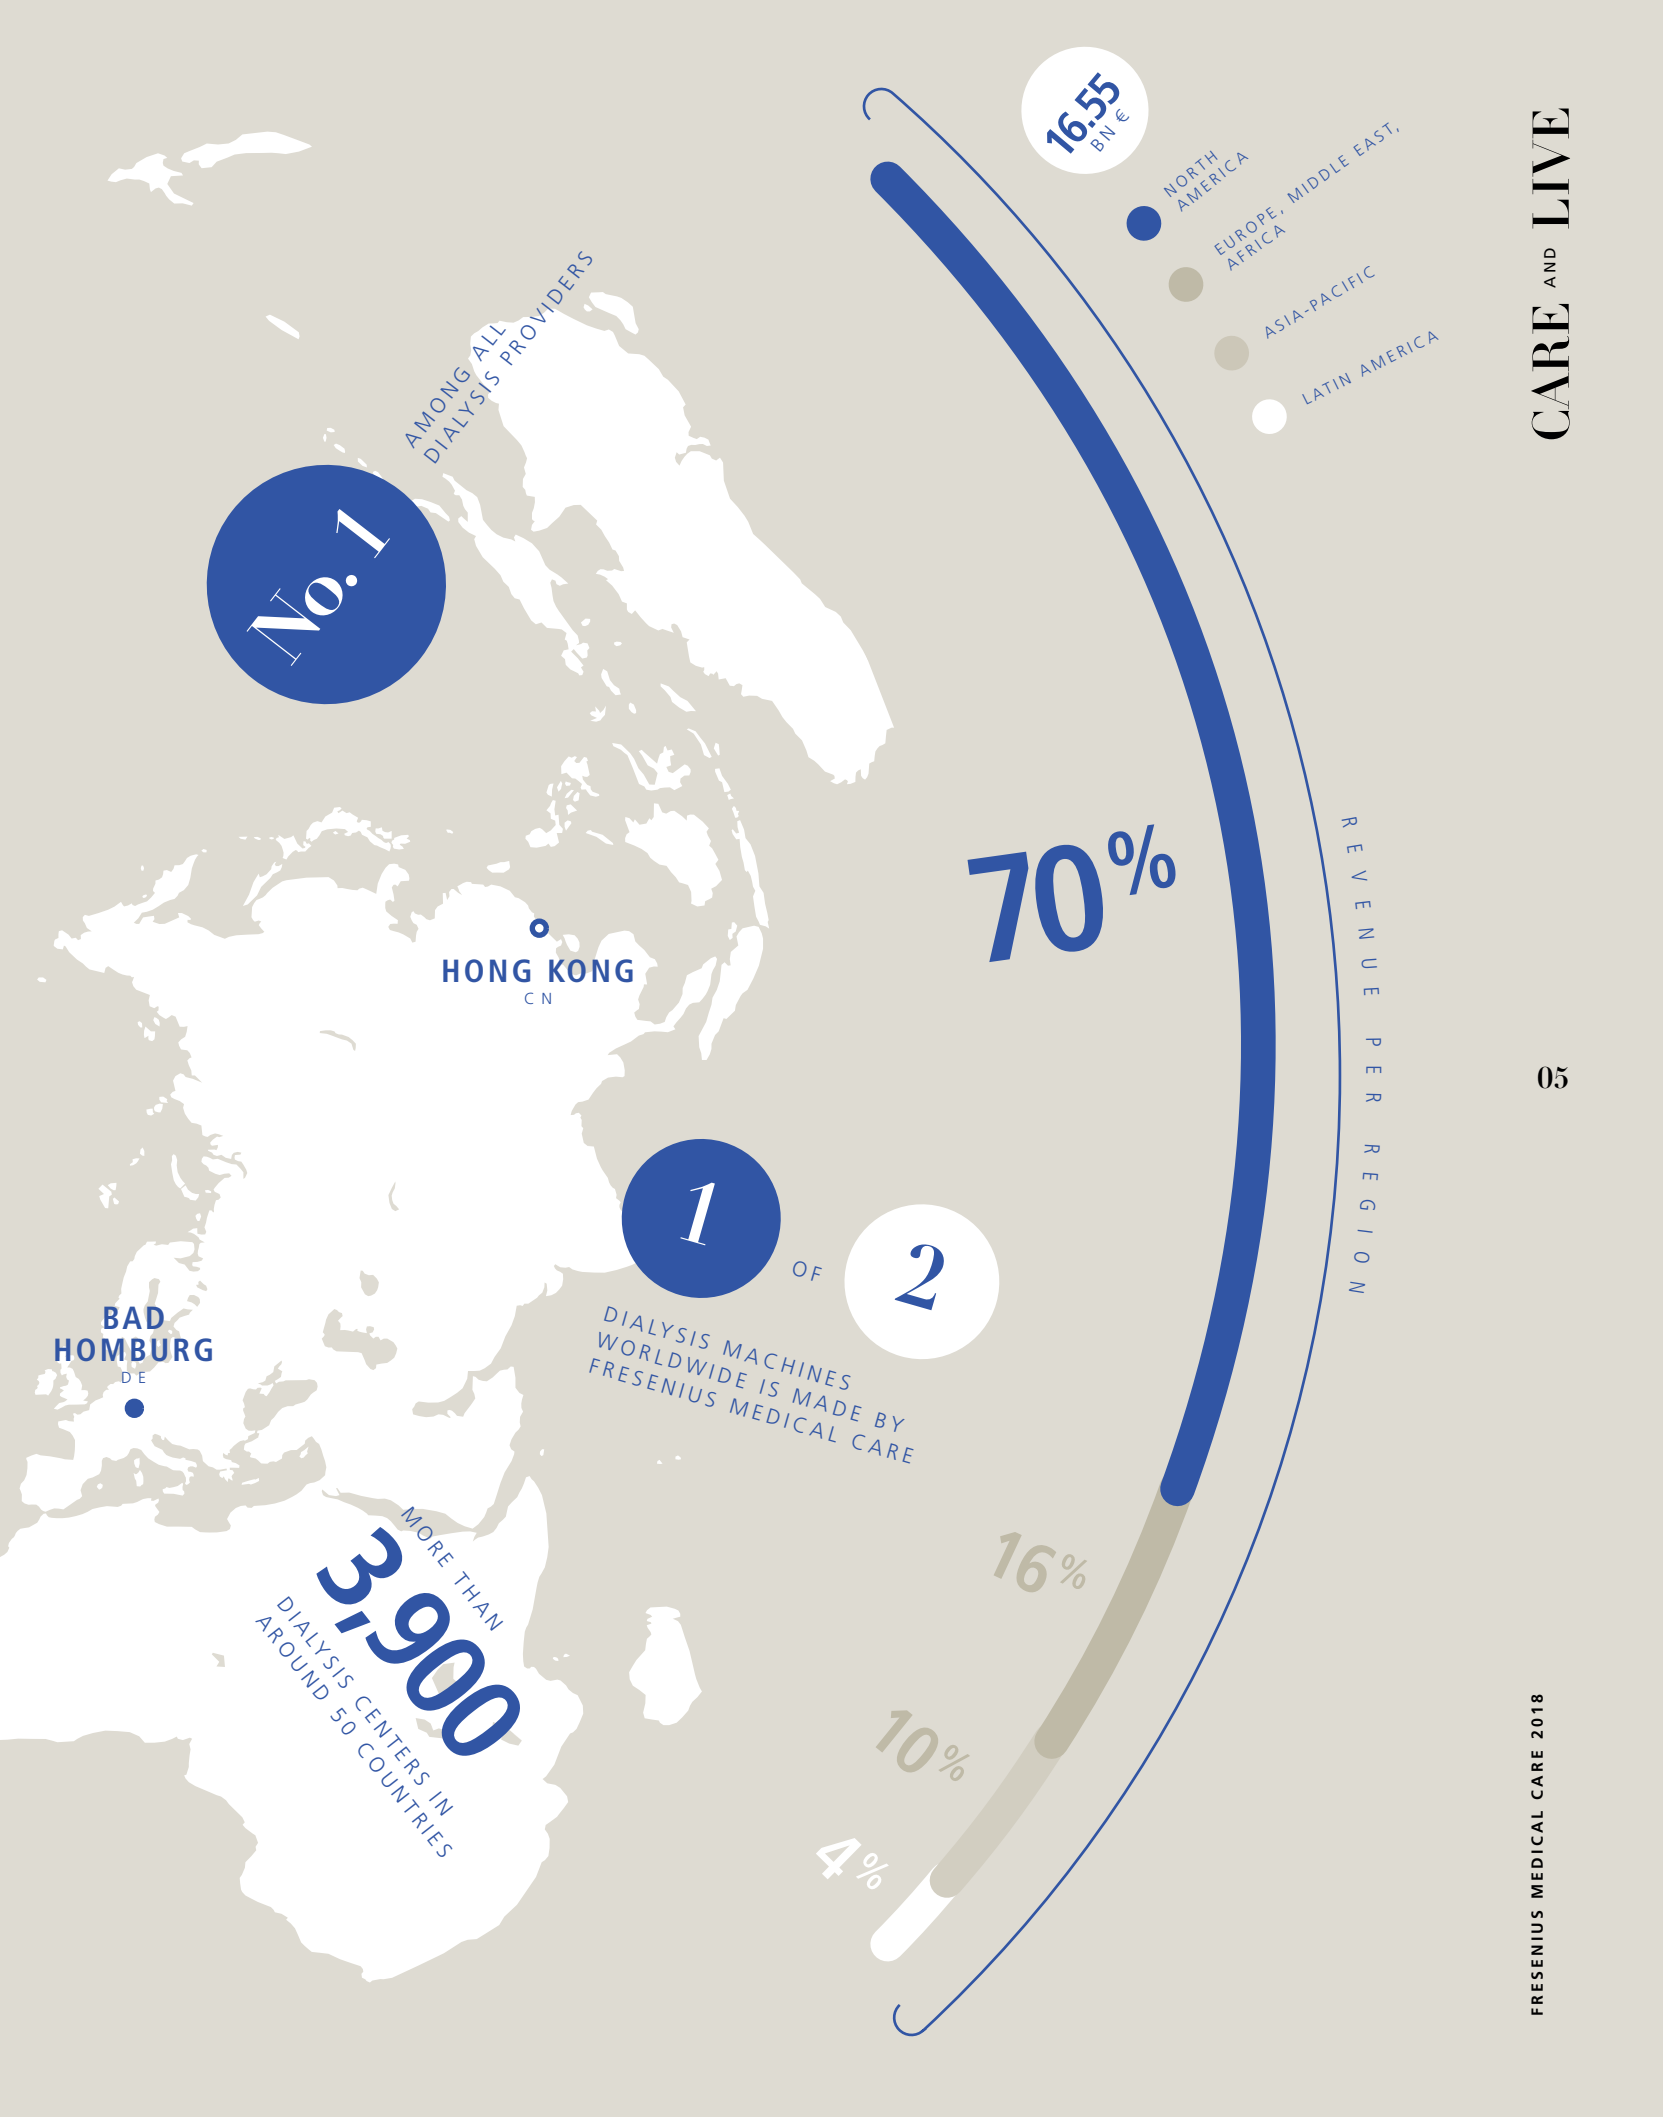 CARE AND LIVE
16.55
BN €
NORTH
AMERICA
EUROPE, MIDDLE EAST,
AFRICA
ASIA-PACIFIC
LATIN AMERICA
AMONG ALL
DIALYSIS PROVIDERS
No. 1
70%
REVENUE PER REGION
HONG KONG
CN
05
1
OF
2
DIALYSIS MACHINES
WORLDWIDE IS MADE BY
FRESENIUS MEDICAL CARE
BAD
HOMBURG
DE
MORE THAN
3,900
DIALYSIS CENTERS IN
AROUND 50 COUNTRIES
16%
10%
4%
FRESENIUS MEDICAL CARE 2018